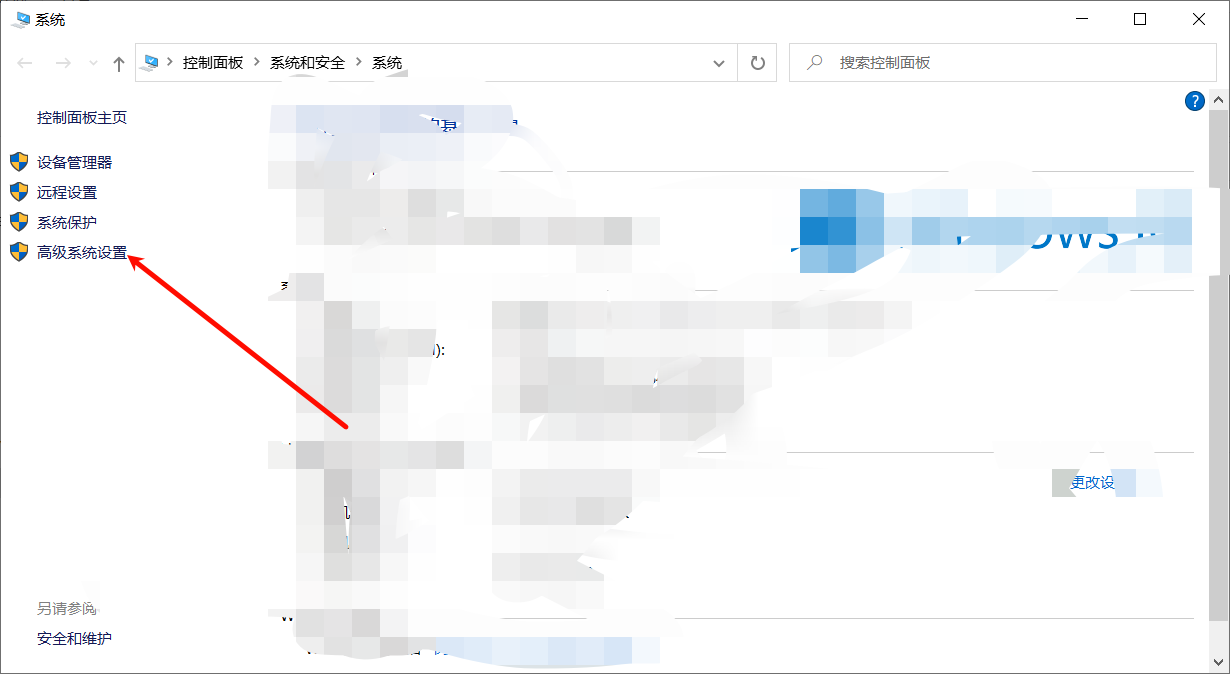 系统
控制面板 系统和安全 系统
搜索控制面板
?
控制面板主页
设备管理器
远程设置
系统保护
高级系统设置
):
更改设
另请参阅
安全和维护